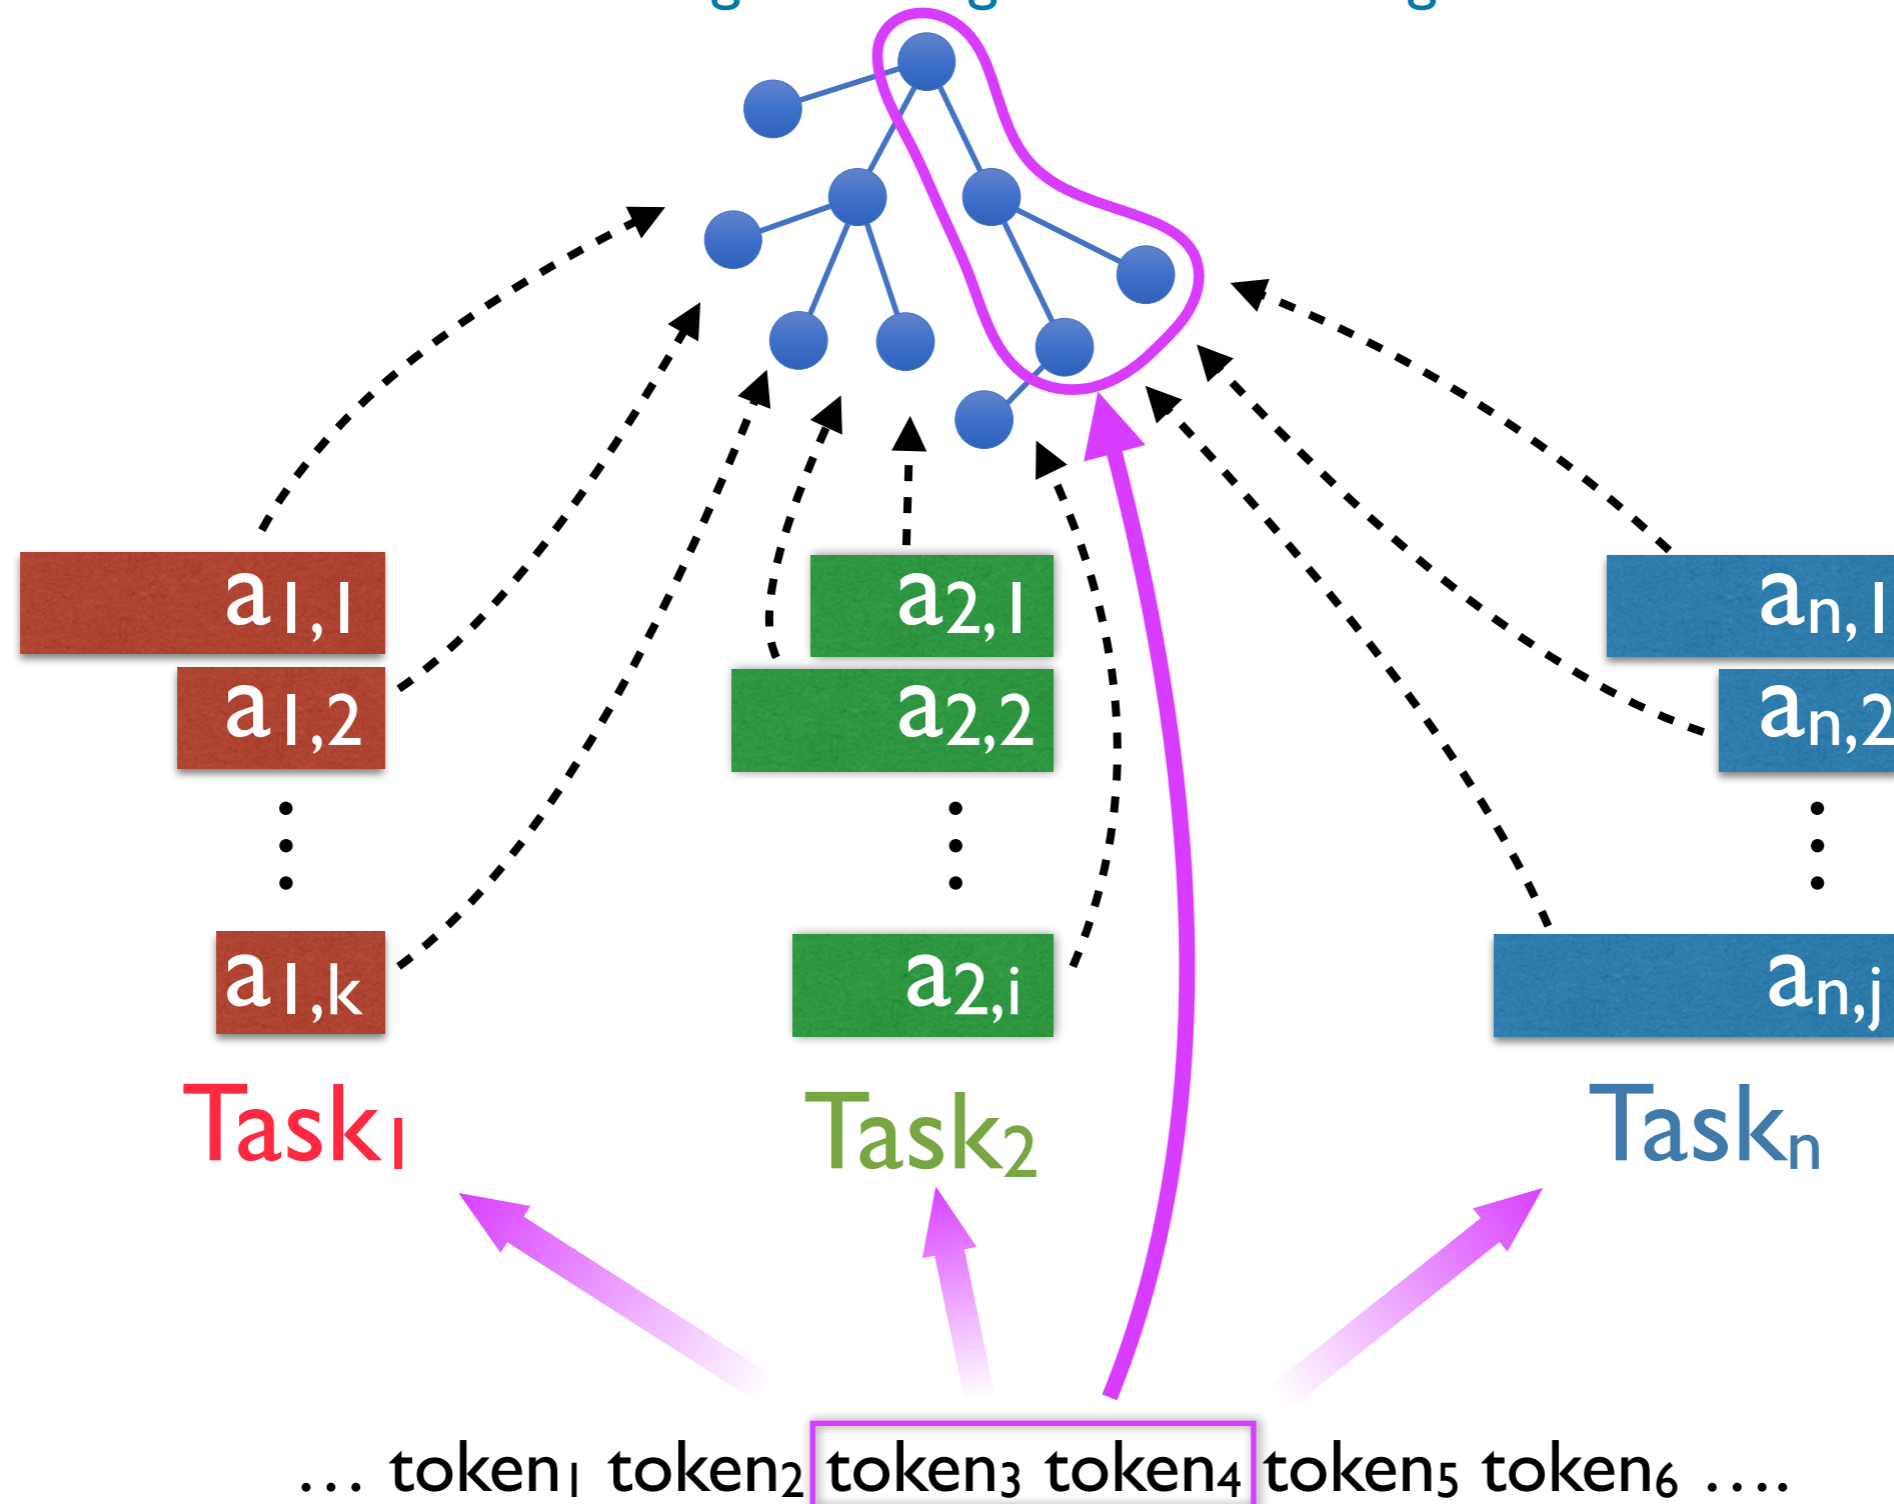 a1,1 a2,1 an,1
a1,2 a2,2 an,2
a1,k a2,i an,j
Task1 Task2 Taskn
… token1 token2 token3 token4 token5 token6 ….